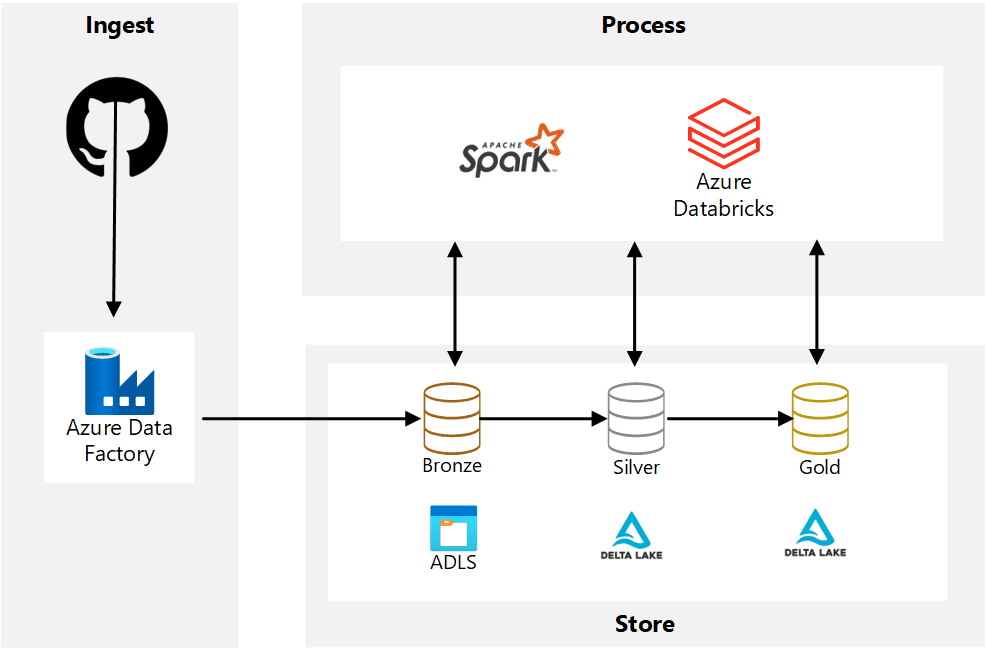 Ingest
Process
APACHE
Spark
Azure
Databricks
Azure Data
Factory
Bronze
Silver
Gold
ADLS
DELTA LAKE
DELTA LAKE
Store